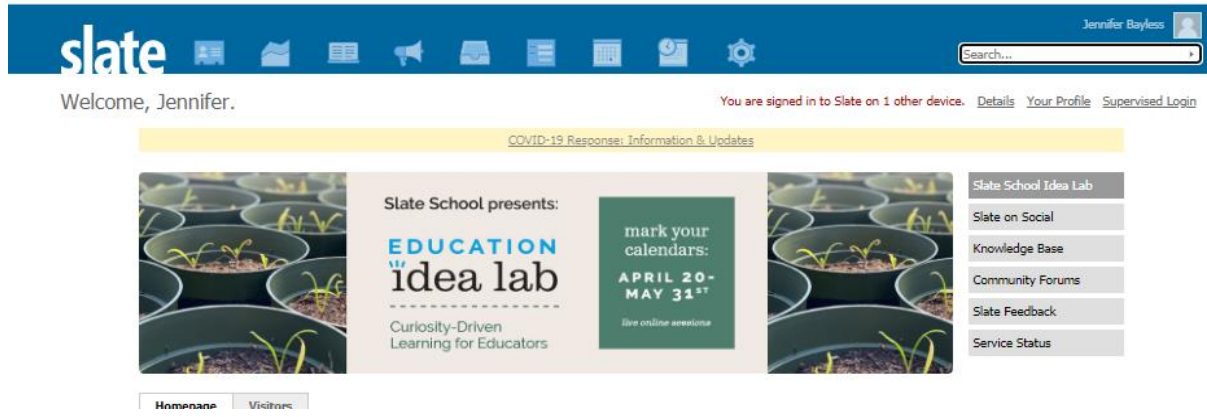 Jennifer Bayless
slate
Search...
Welcome, Jennifer.
You are signed in to Slate on 1 other device. Details Your Profile Supervised Login
COVID-19 Response: Information & Updates
Slate School presents:
EDUCATION
idea lab
Curiosity-Driven
Learning for Educators
mark your
calendars:
APRIL 20-
MAY 31ST
live online sessions
Slate School Idea Lab
Slate on Social
Knowledge Base
Community Forums
Slate Feedback
Service Status
Homepage Visitors